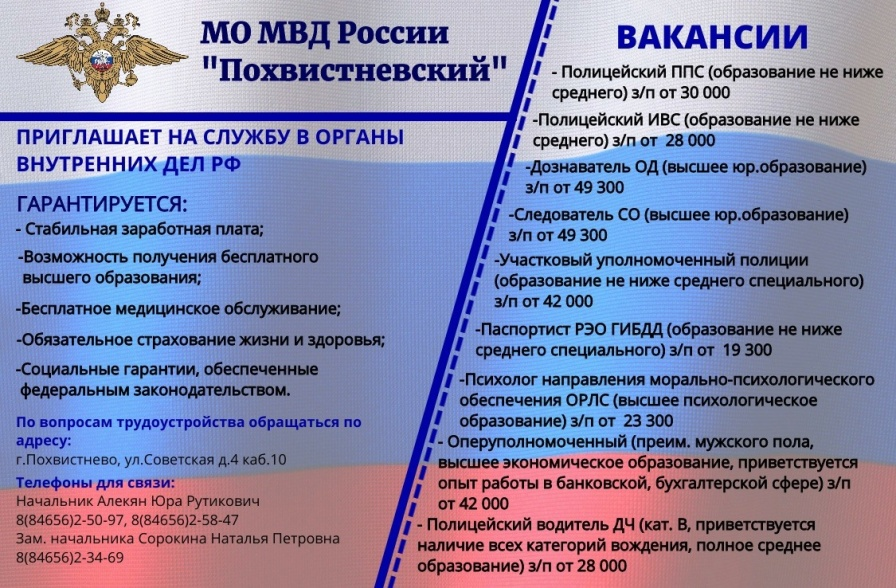 МО МВД России
"Похвистневский"
ПРИГЛАШАЕТ НА СЛУЖБУ В ОРГАНЫ
ВНУТРЕННИХ ДЕЛ РФ
ГАРАНТИРУЕТСЯ:
- Стабильная заработная плата;
-Возможность получения бесплатного
высшего образования;
-Бесплатное медицинское обслуживание;
-Обязательное страхование жизни и здоровья;
-Социальные гарантии, обеспеченные
федеральным законодательством.
По вопросам трудоустройства обращаться по
адресу:
г.Похвистнево, ул.Советская д.4 каб.10
Телефоны для связи:
Начальник Алекян Юра Рутикович
8(84656)2-50-97, 8(84656)2-58-47
Зам. начальника Сорокина Наталья Петровна
8(84656)2-34-69
ВАКАНСИИ
- Полицейский ППС (образование не ниже
среднего) з/п от 30 000
-Полицейский ИВС (образование не ниже
среднего) з/п от 28 000
-Дознаватель ОД (высшее юр.образование)
з/п от 49 300
-Следователь СО (высшее юр.образование)
з/п от 49 300
-Участковый уполномоченный полиции
(образование не ниже среднего специального)
з/п от 42 000
-Паспортист РЭО ГИБДД (образование не ниже
среднего специального) з/п от 19 300
-Психолог направления морально-психологического
обеспечения ОРЛС (высшее психологическое
образование) з/п от 23 300
- Оперуполномоченный (преим. мужского пола,
высшее экономическое образование, приветствуется
опыт работы в банковской, бухгалтерской сфере) з/п
от 42 000
- Полицейский водитель ДЧ (кат. В, приветствуется
наличие всех категорий вождения, полное среднее
образование) з/п от 28 000